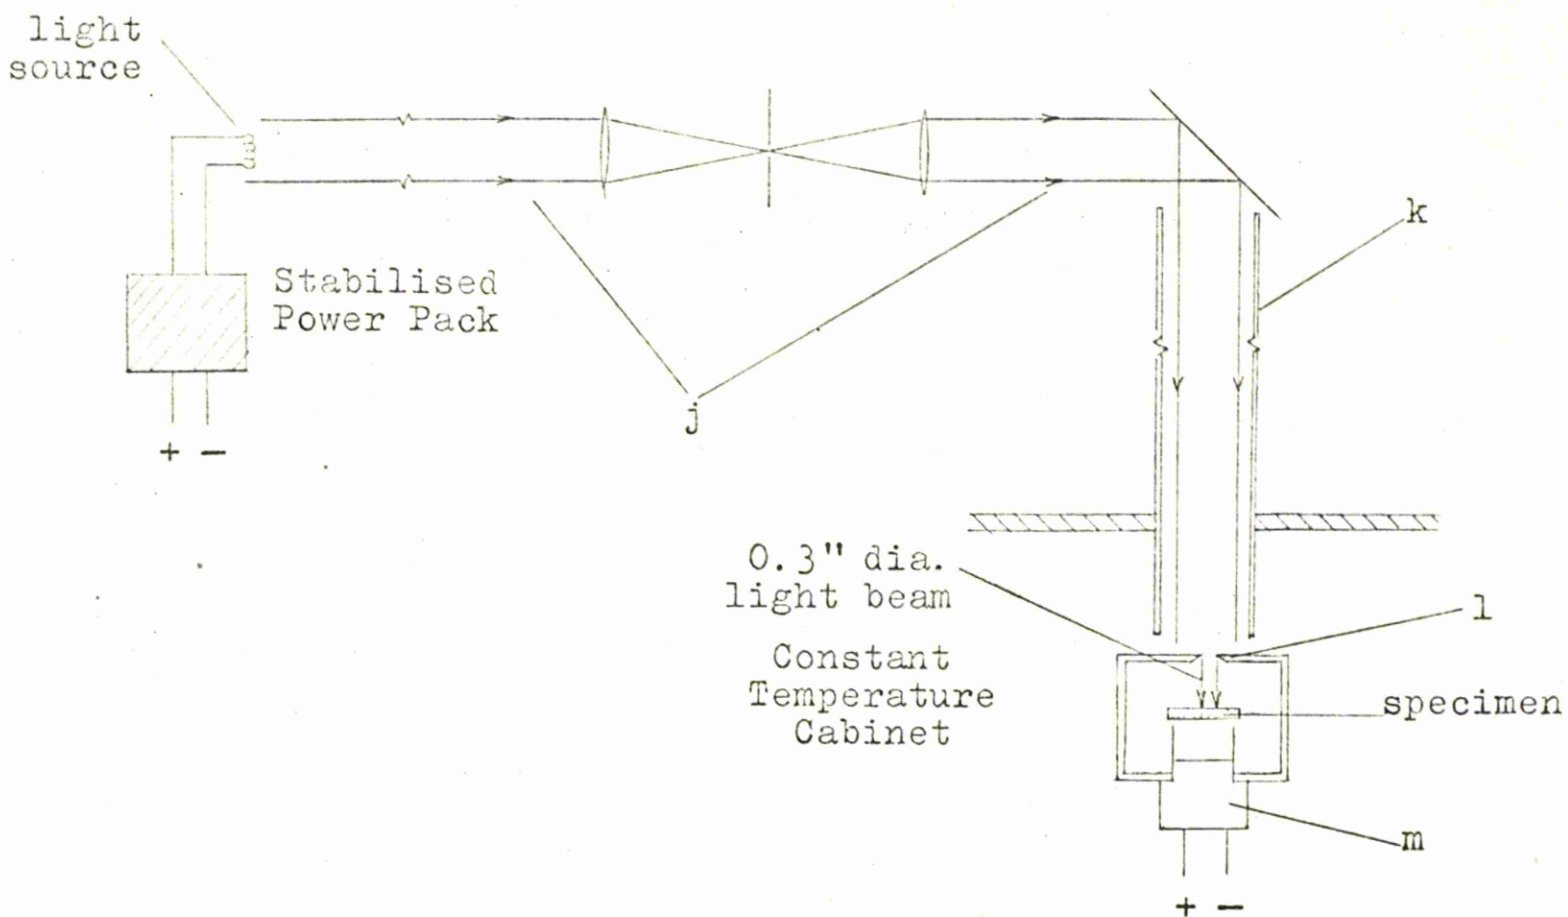 light
source
Stabilised
Power Pack
+ −
j
k
0.3" dia.
light beam
l
Constant
Temperature
Cabinet
specimen
m
+ −